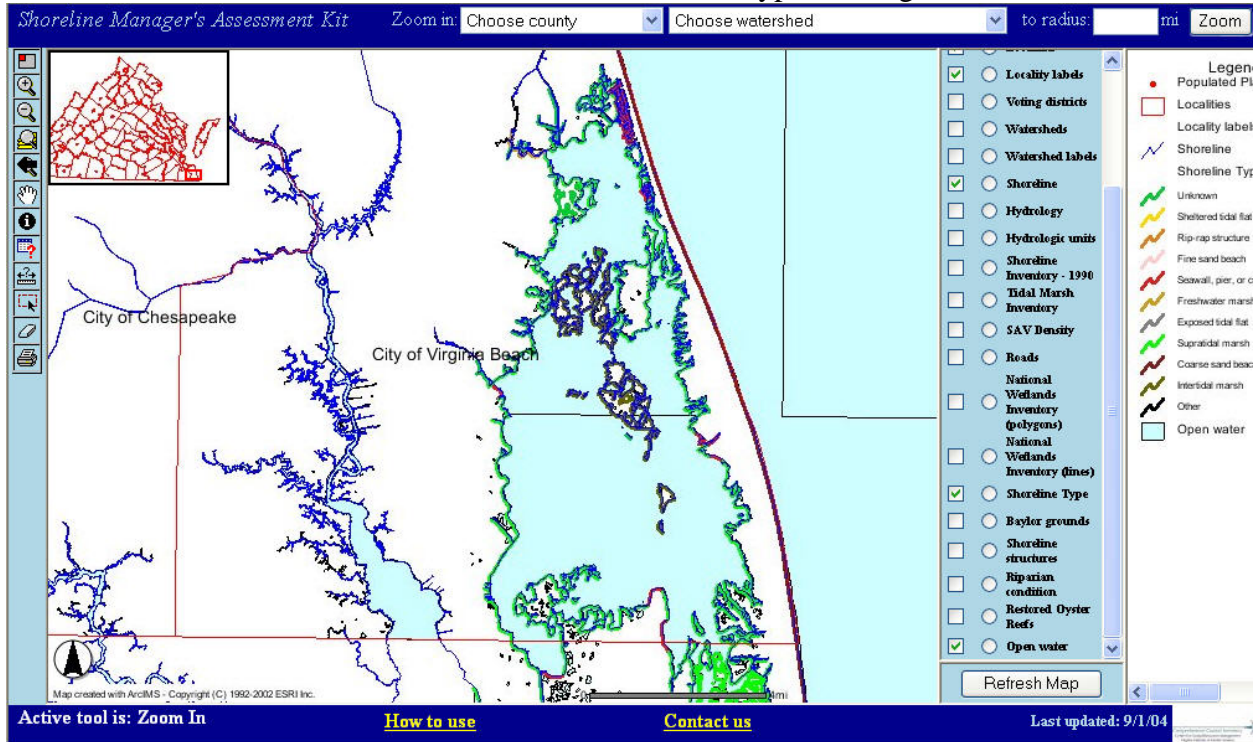 Shoreline Manager's Assessment Kit Zoom in: Choose county Choose watershed to radius: mi Zoom
Locality labels
Voting districts
Watersheds
Watershed labels
Shoreline
Hydrology
Hydrologic units
Shoreline
Inventory - 1990
Tidal Marsh
Inventory
SAV Density
Roads
National
Wetlands
Inventory
(polygons)
National
Wetlands
Inventory (lines)
Shoreline Type
Baylor grounds
Shoreline
structures
Riparian
condition
Restored Oyster
Reefs
Open water
Refresh Map
Legen
Populated Pl
Localities
Locality label
Shoreline
Shoreline Typ
Unknown
Sheltered tidal flat
Rip-rap structure
Fine sand beach
Seawall, pier, or c
Freshwater marsh
Exposed tidal flat
Supratidal marsh
Coarse sand beac
Intertidal marsh
Other
Open water
City of Chesapeake
City of Virginia Beach
Map created with ArcIMS - Copyright (C) 1992-2002 ESRI Inc.
4mi
Active tool is: Zoom In How to use Contact us Last updated: 9/1/04